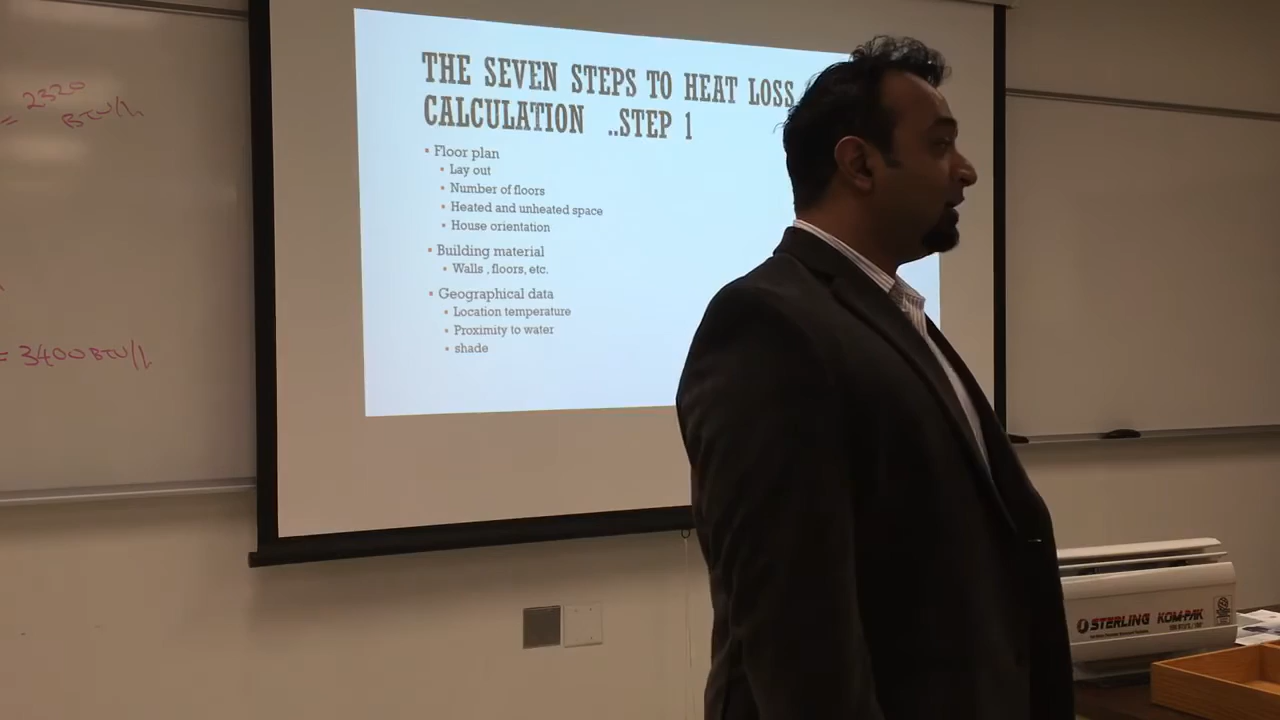 = 2320
BTU/h
= 3400 BTU/h
THE SEVEN STEPS TO HEAT LOSS
CALCULATION ..STEP 1
▪ Floor plan
▪ Lay out
▪ Number of floors
▪ Heated and unheated space
▪ House orientation
▪ Building material
▪ Walls , floors, etc.
▪ Geographical data
▪ Location temperature
▪ Proximity to water
▪ shade
STERLING KOM-PAK